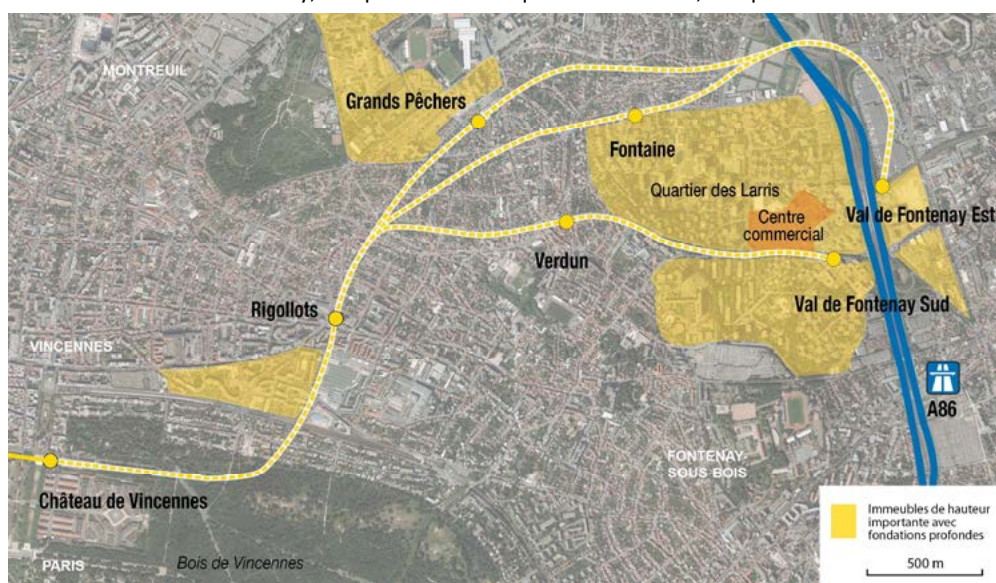 MONTREUIL
Grands Pêchers
Fontaine
Quartier des Larris
Centre
commercial
Val de Fontenay Est
Verdun
Val de Fontenay Sud
Rigollots
VINCENNES
A86
FONTENAY-
SOUS BOIS
Château de Vincennes
Bois de Vincennes
PARIS
Immeubles de hauteur
importante avec
fondations profondes
500 m